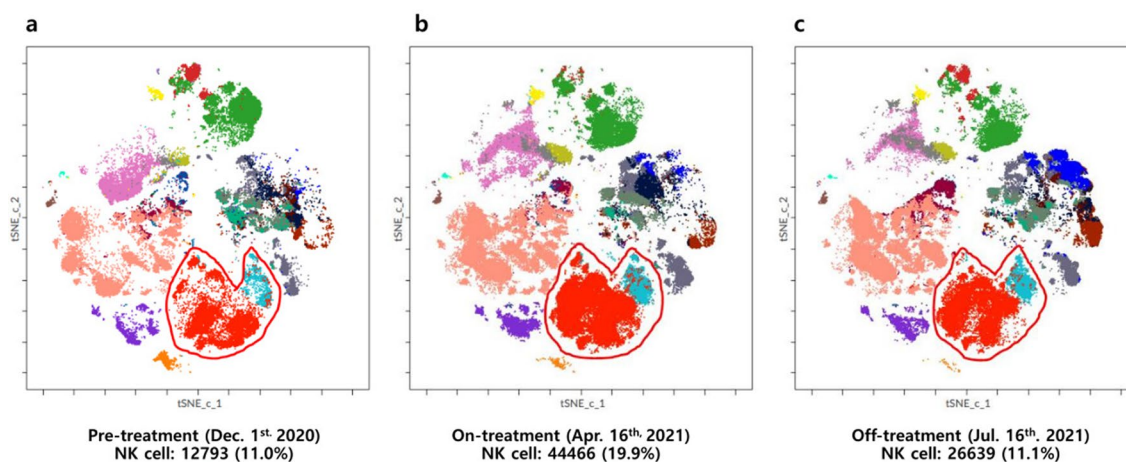 a
b
c
tSNE_c_2
tSNE_c_2
tSNE_c_2
tSNE_c_1
tSNE_c_1
tSNE_c_1
Pre-treatment (Dec. 1st. 2020)
NK cell: 12793 (11.0%)
On-treatment (Apr. 16th, 2021)
NK cell: 44466 (19.9%)
Off-treatment (Jul. 16th. 2021)
NK cell: 26639 (11.1%)